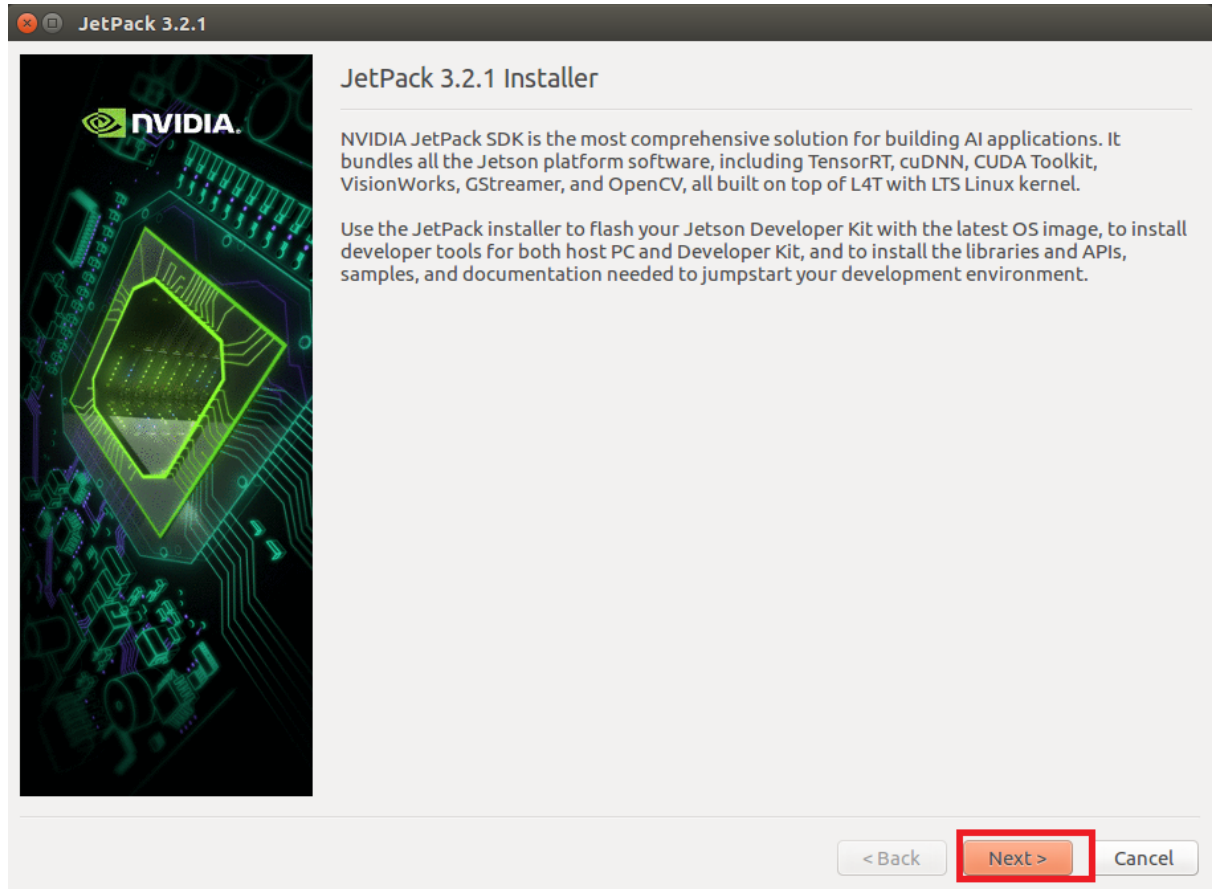 JetPack 3.2.1
NVIDIA.
JetPack 3.2.1 Installer
NVIDIA JetPack SDK is the most comprehensive solution for building AI applications. It
bundles all the Jetson platform software, including TensorRT, cuDNN, CUDA Toolkit,
VisionWorks, GStreamer, and OpenCV, all built on top of L4T with LTS Linux kernel.
Use the JetPack installer to flash your Jetson Developer Kit with the latest OS image, to install
developer tools for both host PC and Developer Kit, and to install the libraries and APIs,
samples, and documentation needed to jumpstart your development environment.
< Back Next > Cancel